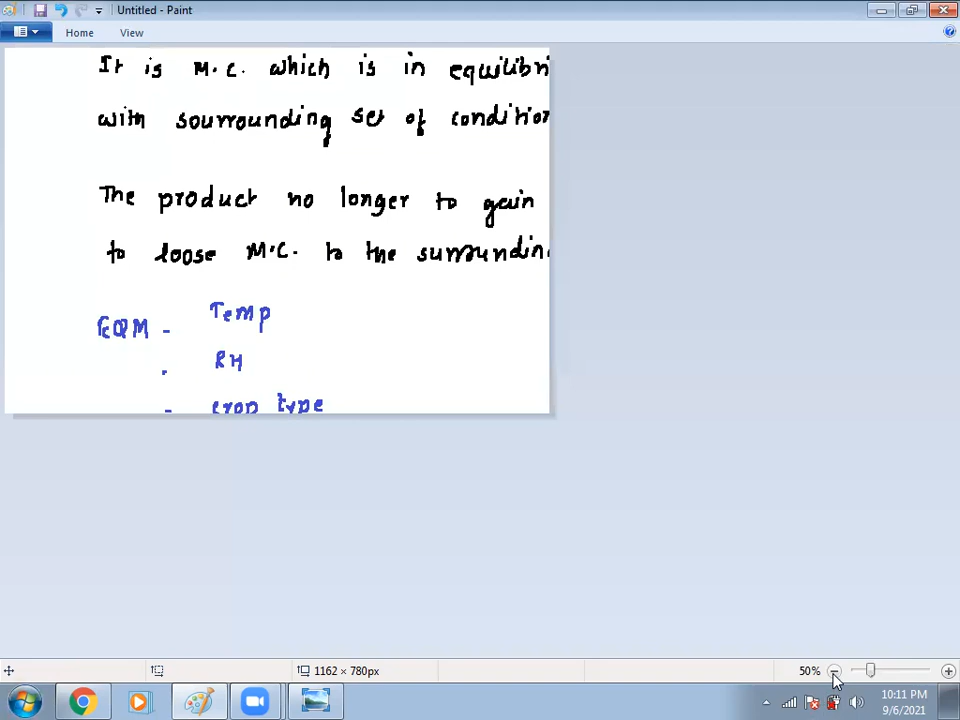 Untitled - Paint
Home View
It is M.C. which is in equilibri
with sourrounding set of condition
The product no longer to gain
to loose M.C. to the surroundin
EQM - Temp
. RH
- crop type
1162 × 780px
50%
10:11 PM
9/6/2021